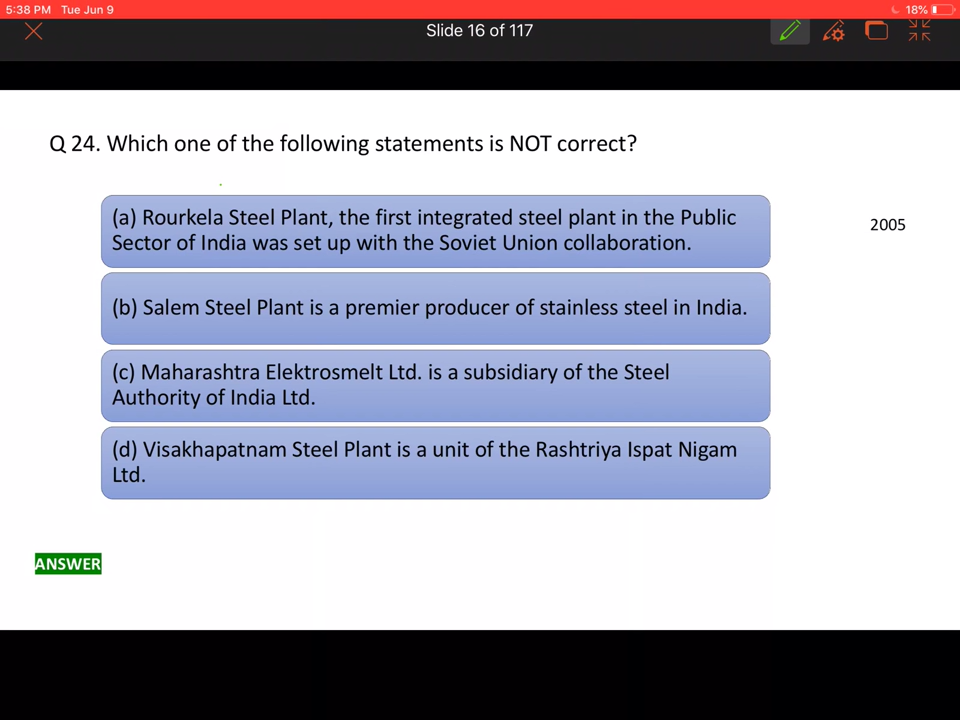 5:38 PM Tue Jun 9
18%
Slide 16 of 117
Q 24. Which one of the following statements is NOT correct?
(a) Rourkela Steel Plant, the first integrated steel plant in the Public
Sector of India was set up with the Soviet Union collaboration.
2005
(b) Salem Steel Plant is a premier producer of stainless steel in India.
(c) Maharashtra Elektrosmelt Ltd. is a subsidiary of the Steel
Authority of India Ltd.
(d) Visakhapatnam Steel Plant is a unit of the Rashtriya Ispat Nigam
Ltd.
ANSWER